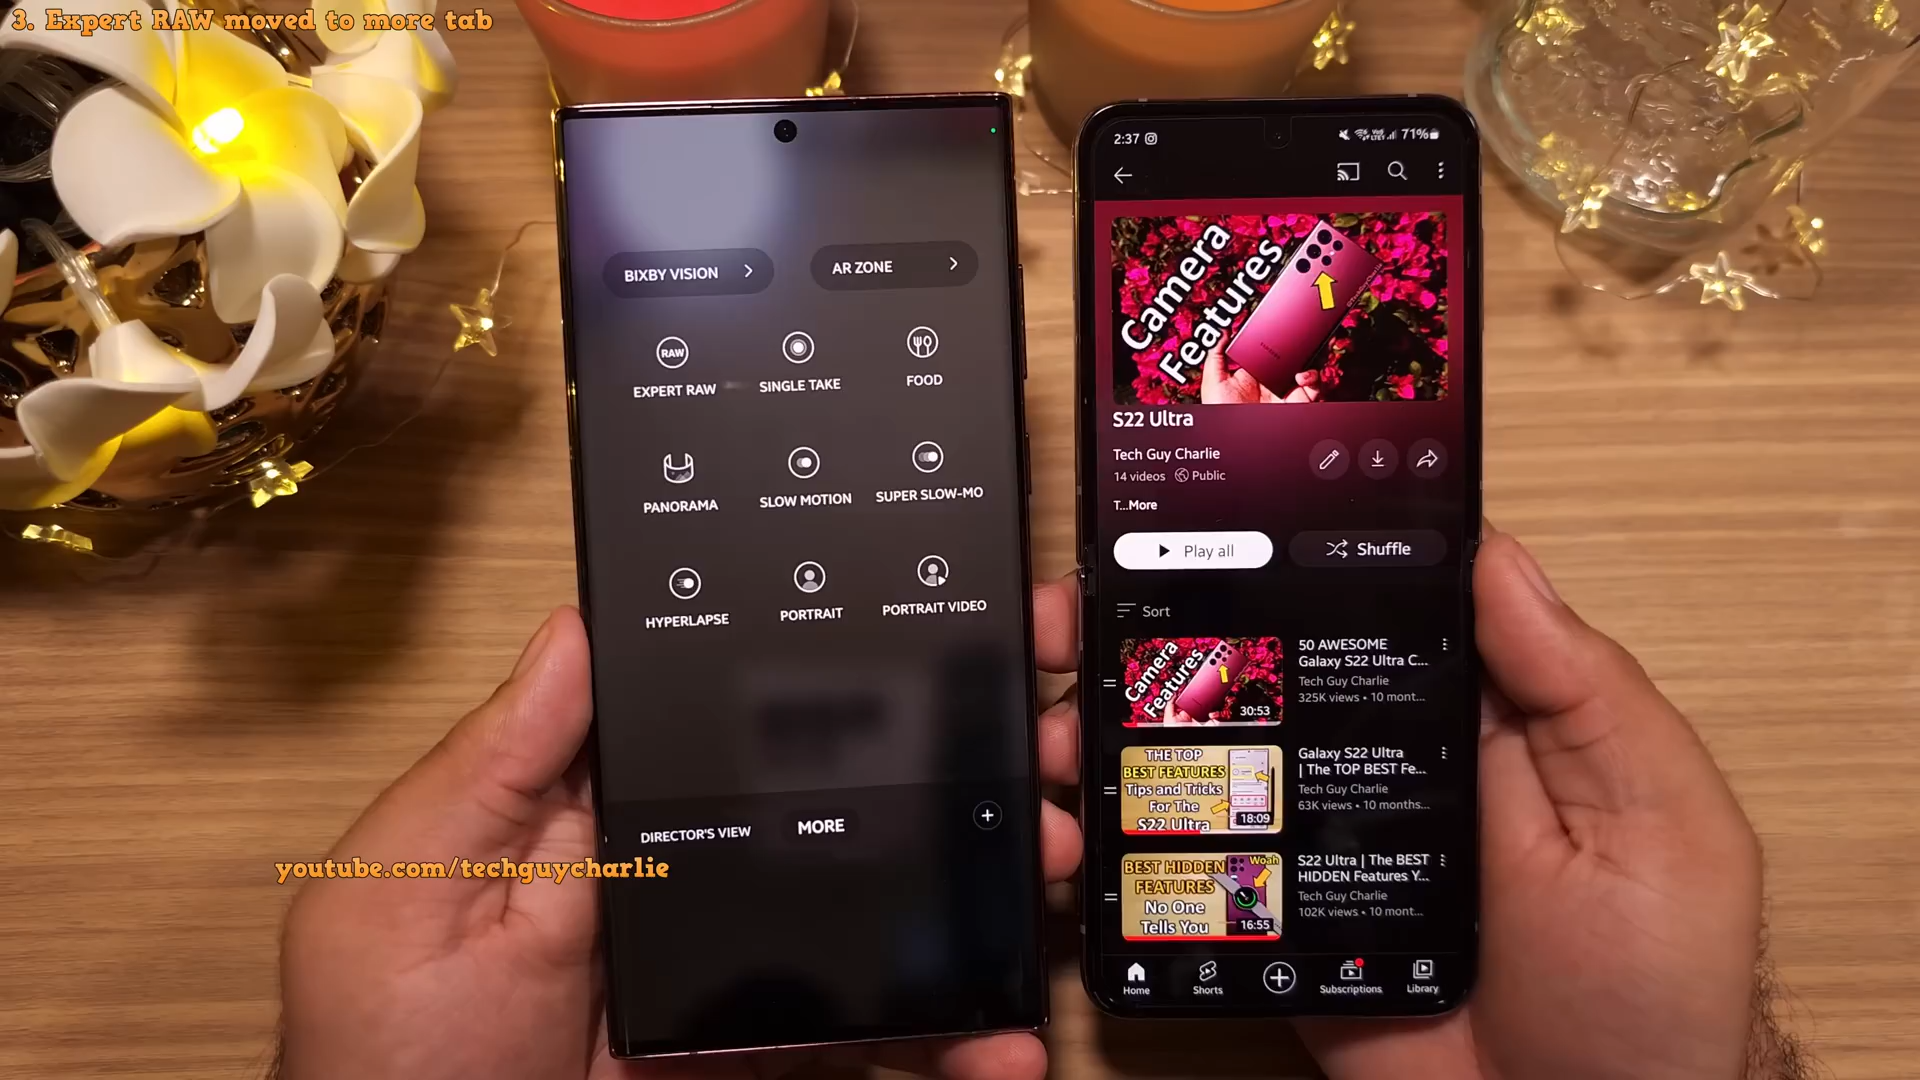 3. Expert RAW moved to more tab
BIXBY VISION
AR ZONE
RAW
EXPERT RAW
SINGLE TAKE
FOOD
PANORAMA
SLOW MOTION
SUPER SLOW-MO
HYPERLAPSE
PORTRAIT
PORTRAIT VIDEO
DIRECTOR'S VIEW
MORE
youtube.com/techguycharlie
2:37
71%
Camera
Features
S22 Ultra
Tech Guy Charlie
14 videos Public
T...More
Play all
Shuffle
Sort
Camera
Features
30:53
50 AWESOME
Galaxy S22 Ultra C...
Tech Guy Charlie
325K views • 10 mont...
THE TOP
BEST FEATURES
Tips and Tricks
For The
S22 Ultra
18:09
Galaxy S22 Ultra
| The TOP BEST Fe...
Tech Guy Charlie
63K views • 10 months...
BEST HIDDEN
FEATURES
No One
Tells You
Woah
16:55
S22 Ultra | The BEST
HIDDEN Features Y...
Tech Guy Charlie
102K views • 10 mont...
Home
Shorts
Subscriptions
Library